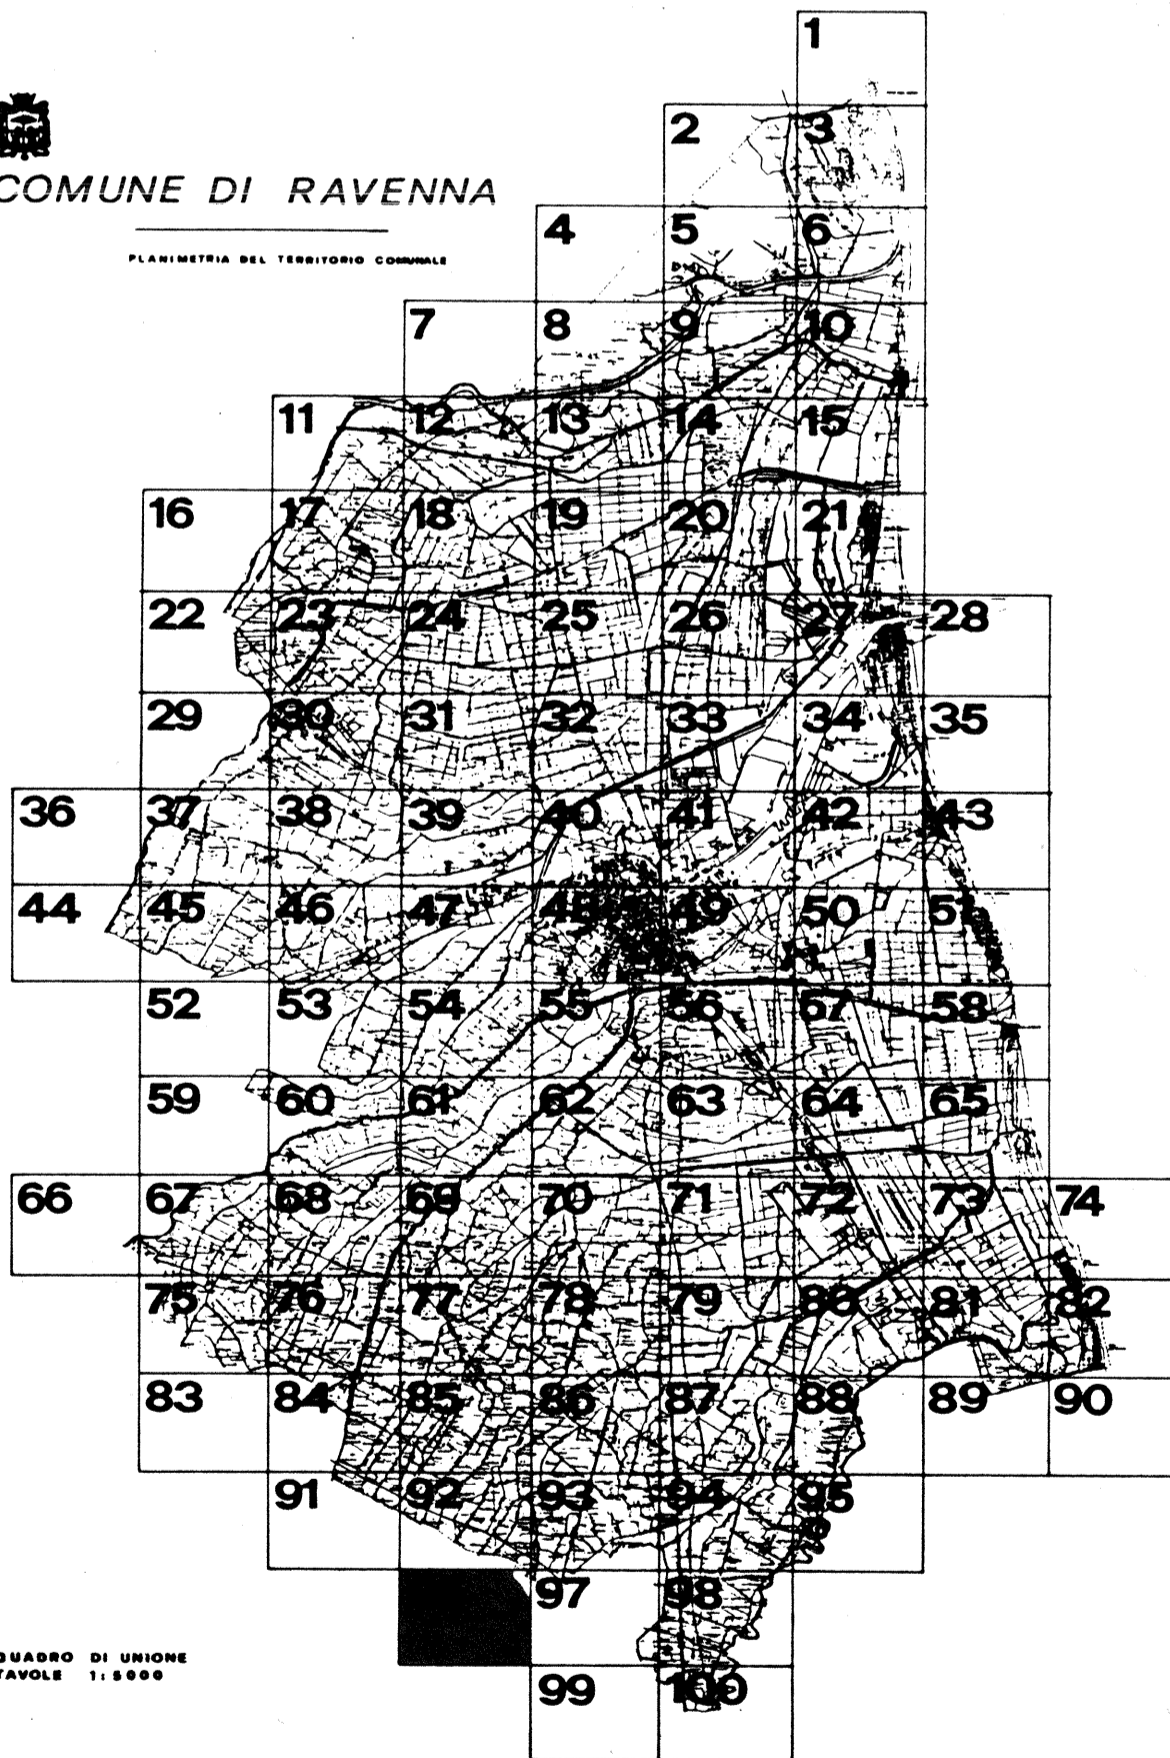 1
2 3
COMUNE DI RAVENNA
4 5 6
PLANIMETRIA DEL TERRITORIO COMUNALE
7 8 9 10
11 12 13 14 15
16 17 18 19 20 21
22 23 24 25 26 27 28
29 30 31 32 33 34 35
36 37 38 39 40 41 42 43
44 45 46 47 48 49 50 51
52 53 54 55 56 57 58
59 60 61 62 63 64 65
66 67 68 69 70 71 72 73 74
75 76 77 78 79 80 81 82
83 84 85 86 87 88 89 90
91 92 93 94 95
97 98
QUADRO DI UNIONE
TAVOLE 1:5000
99 100